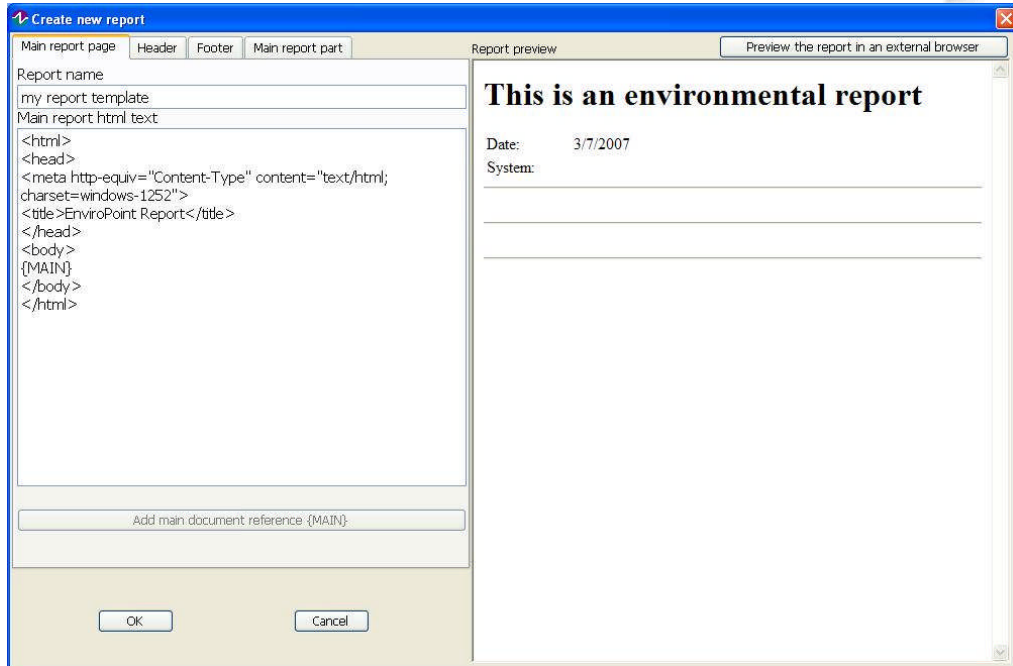 Create new report
Main report page Header Footer Main report part
Report preview
Preview the report in an external browser
Report name
my report template
Main report html text
<html>
<head>
<meta http-equiv="Content-Type" content="text/html;
charset=windows-1252">
<title>EnviroPoint Report</title>
</head>
<body>
{MAIN}
</body>
</html>
Add main document reference {MAIN}
OK Cancel
This is an environmental report
Date: 3/7/2007
System: